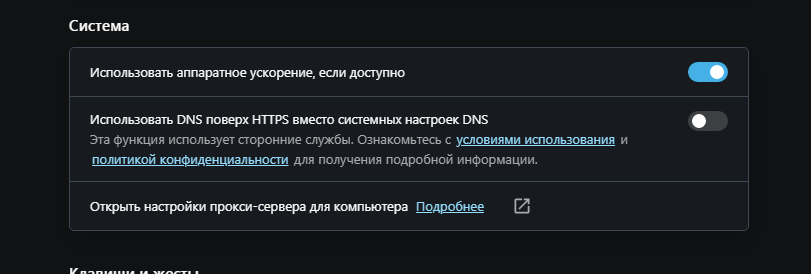 Система
Использовать аппаратное ускорение, если доступно
Использовать DNS поверх HTTPS вместо системных настроек DNS
Эта функция использует сторонние службы. Ознакомьтесь с условиями использования и
политикой конфиденциальности для получения подробной информации.
Открыть настройки прокси-сервера для компьютера Подробнее
Клавиши и жесты